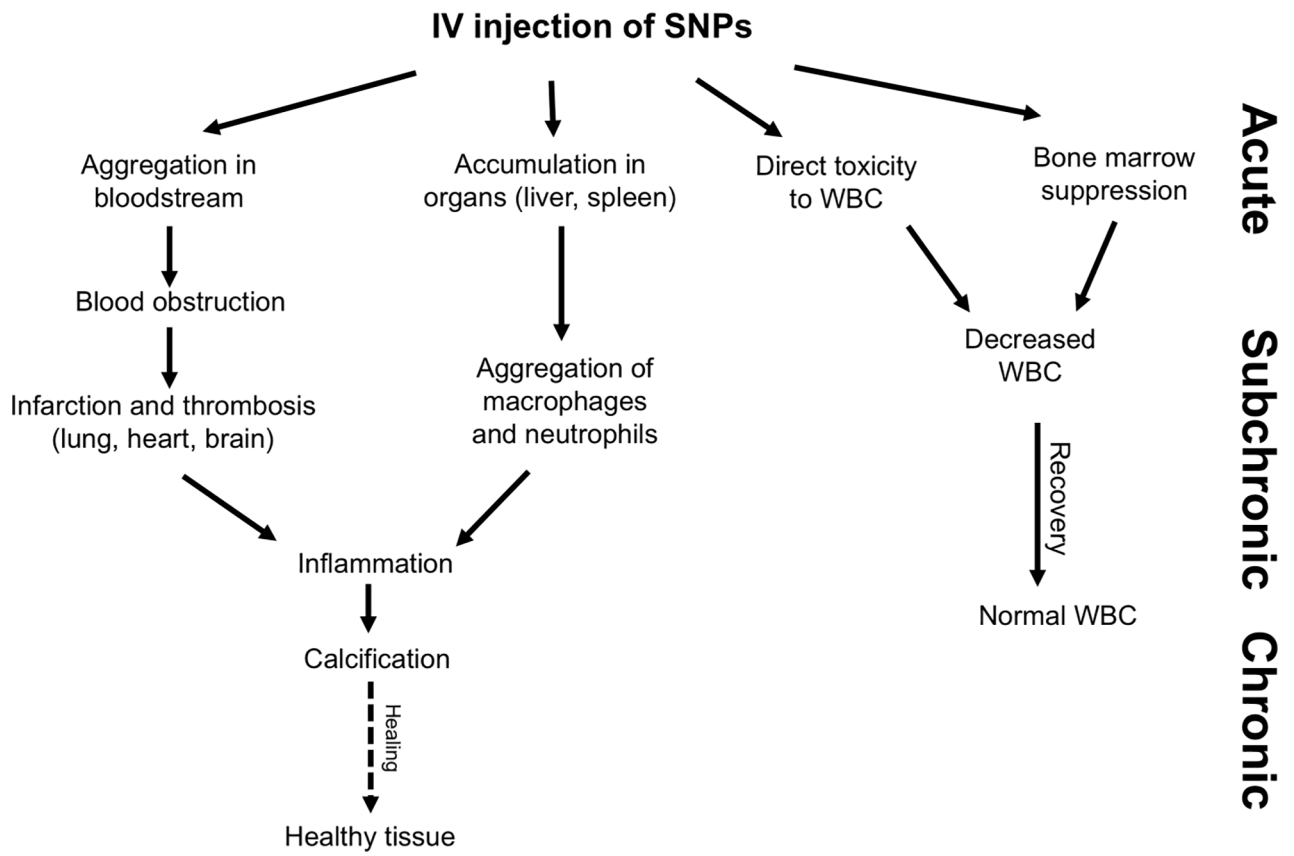 IV injection of SNPs
Aggregation in
bloodstream
Accumulation in
organs (liver, spleen)
Direct toxicity
to WBC
Bone marrow
suppression
Acute
Blood obstruction
Infarction and thrombosis
(lung, heart, brain)
Aggregation of
macrophages
and neutrophils
Decreased
WBC
Subchronic
Recovery
Inflammation
Normal WBC
Calcification
Chronic
Healing
Healthy tissue